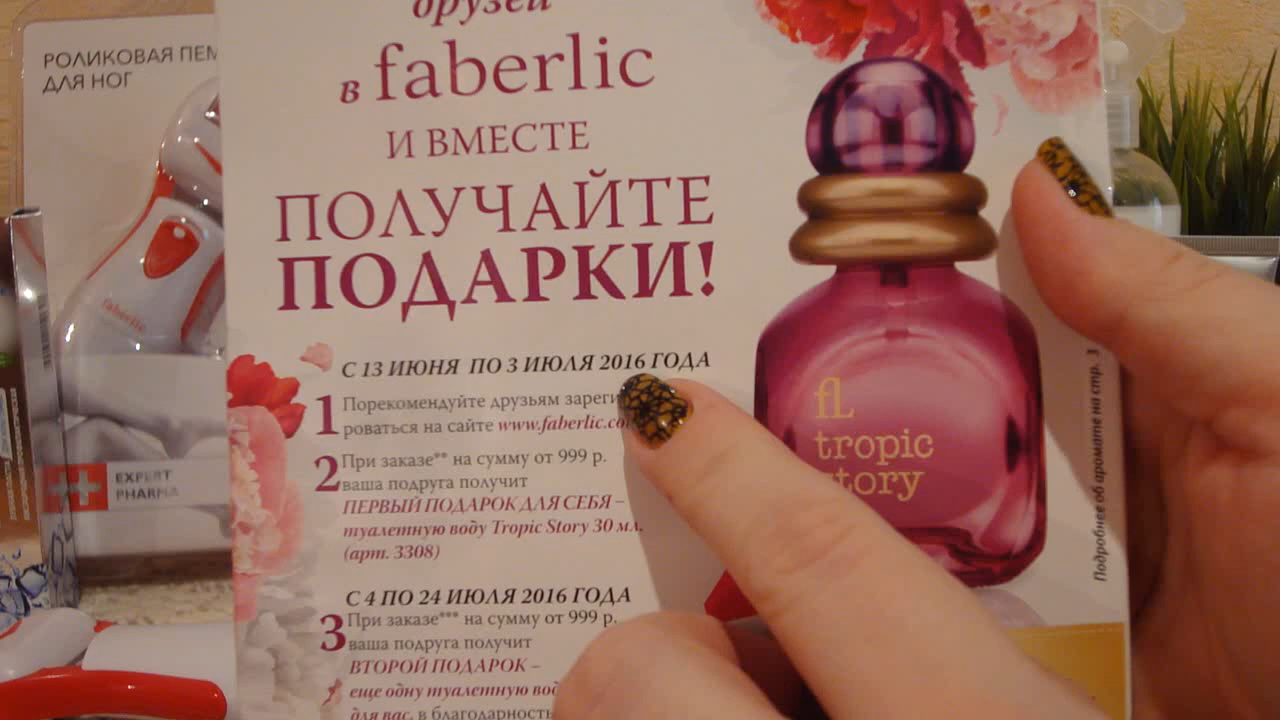 РОЛИКОВАЯ ПЕМ
ДЛЯ НОГ
faberlic
EXPERT
PHARMA
друзей
в faberlic
И ВМЕСТЕ
ПОЛУЧАЙТЕ
ПОДАРКИ!
С 13 ИЮНЯ ПО 3 ИЮЛЯ 2016 ГОДА
1 Порекомендуйте друзьям зареги
роваться на сайте www.faberlic.co
2 При заказе** на сумму от 999 р.
ваша подруга получит
ПЕРВЫЙ ПОДАРОК ДЛЯ СЕБЯ –
туалетную воду Tropic Story 30 мл.
(арт. 3308)
С 4 ПО 24 ИЮЛЯ 2016 ГОДА
3 При заказе*** на сумму от 999 р.
ваша подруга получит
ВТОРОЙ ПОДАРОК –
еще одну туалетную вод
для вас, в благодарность
fL
tropic
story
Подробнее об аромате на стр. 3